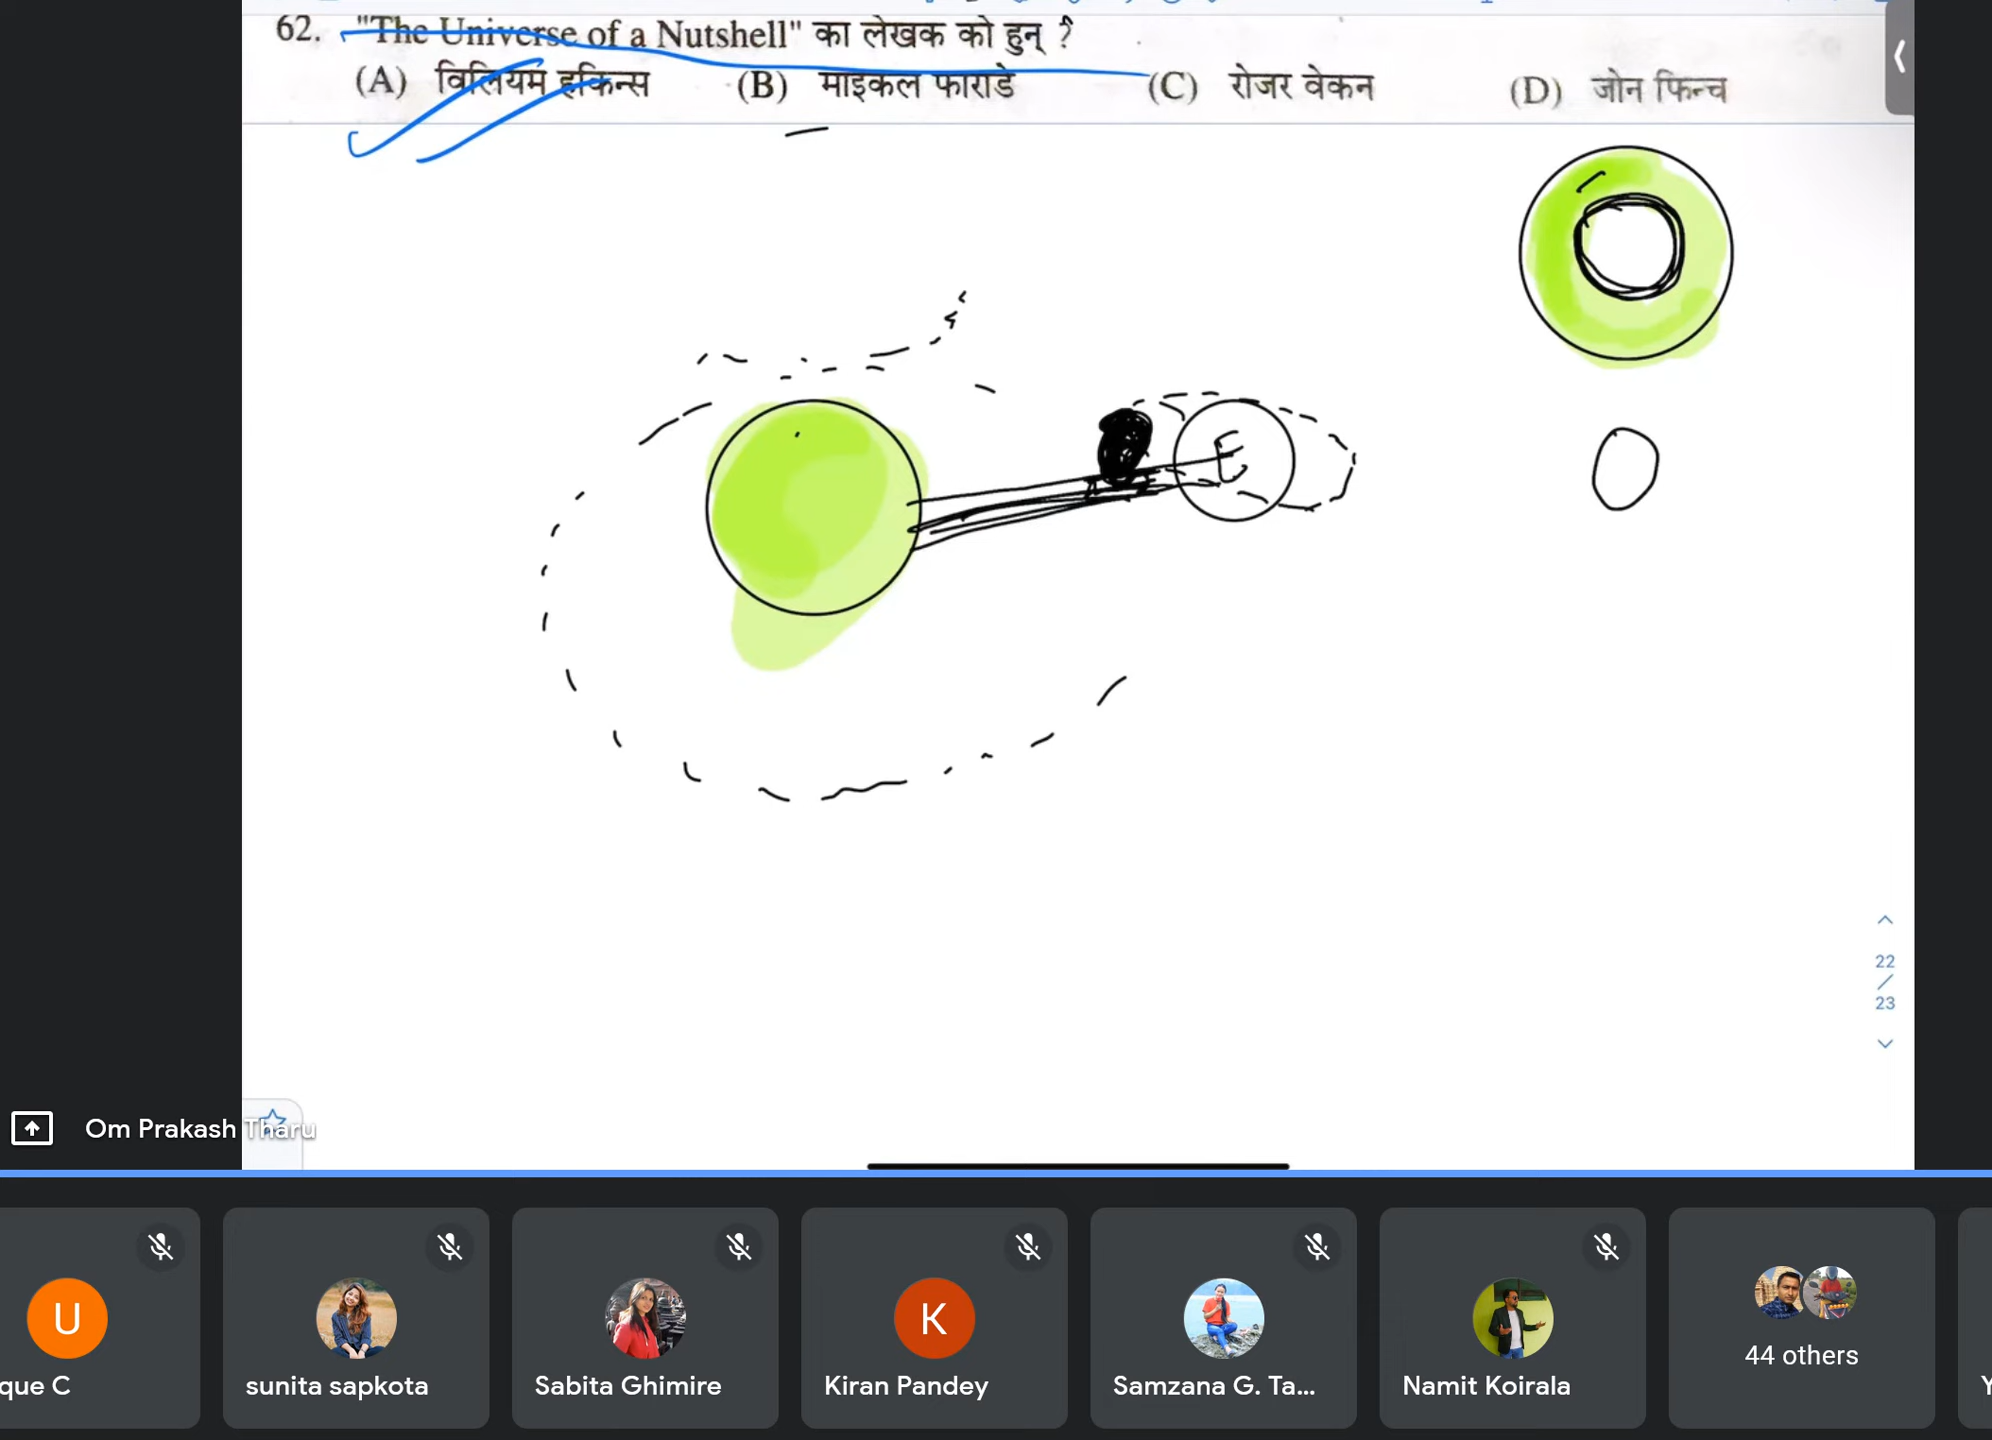 62. "The Universe of a Nutshell" का लेखक को हुन् ?
(A) विलियम हकिन्स (B) माइकल फाराडे (C) रोजर वेकन (D) जोन फिन्च
E
22
/
23
Om Prakash Tharu
U K
que C sunita sapkota Sabita Ghimire Kiran Pandey Samzana G. Ta... Namit Koirala 44 others Y